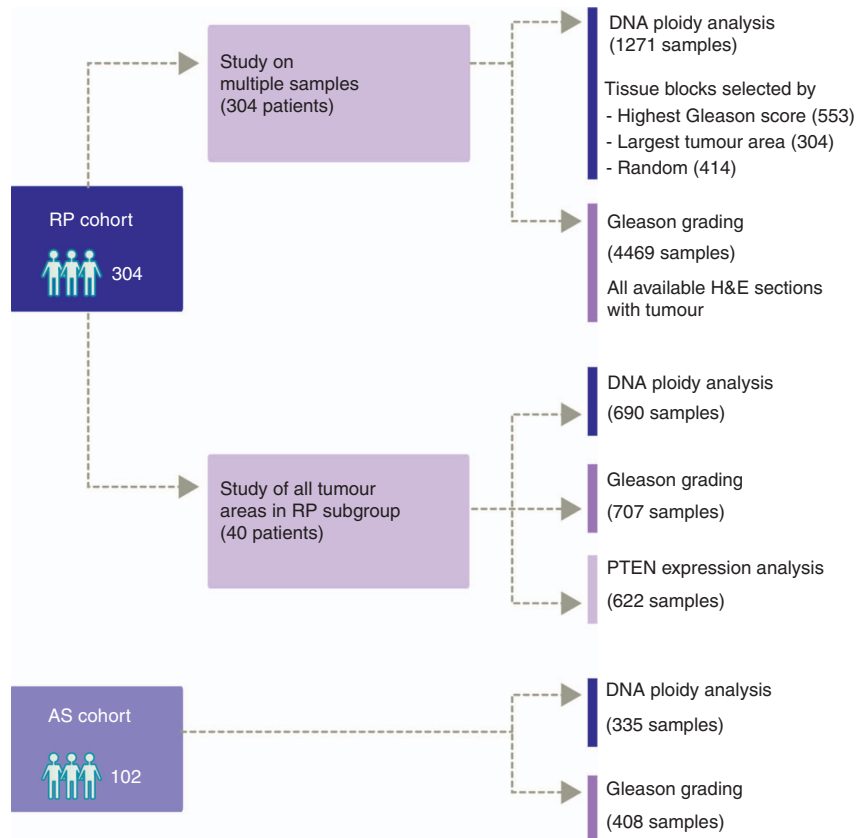 RP cohort
304
Study on
multiple samples
(304 patients)
DNA ploidy analysis
(1271 samples)
Tissue blocks selected by
- Highest Gleason score (553)
- Largest tumour area (304)
- Random (414)
Gleason grading
(4469 samples)
All available H&E sections
with tumour
Study of all tumour
areas in RP subgroup
(40 patients)
DNA ploidy analysis
(690 samples)
Gleason grading
(707 samples)
PTEN expression analysis
(622 samples)
AS cohort
102
DNA ploidy analysis
(335 samples)
Gleason grading
(408 samples)